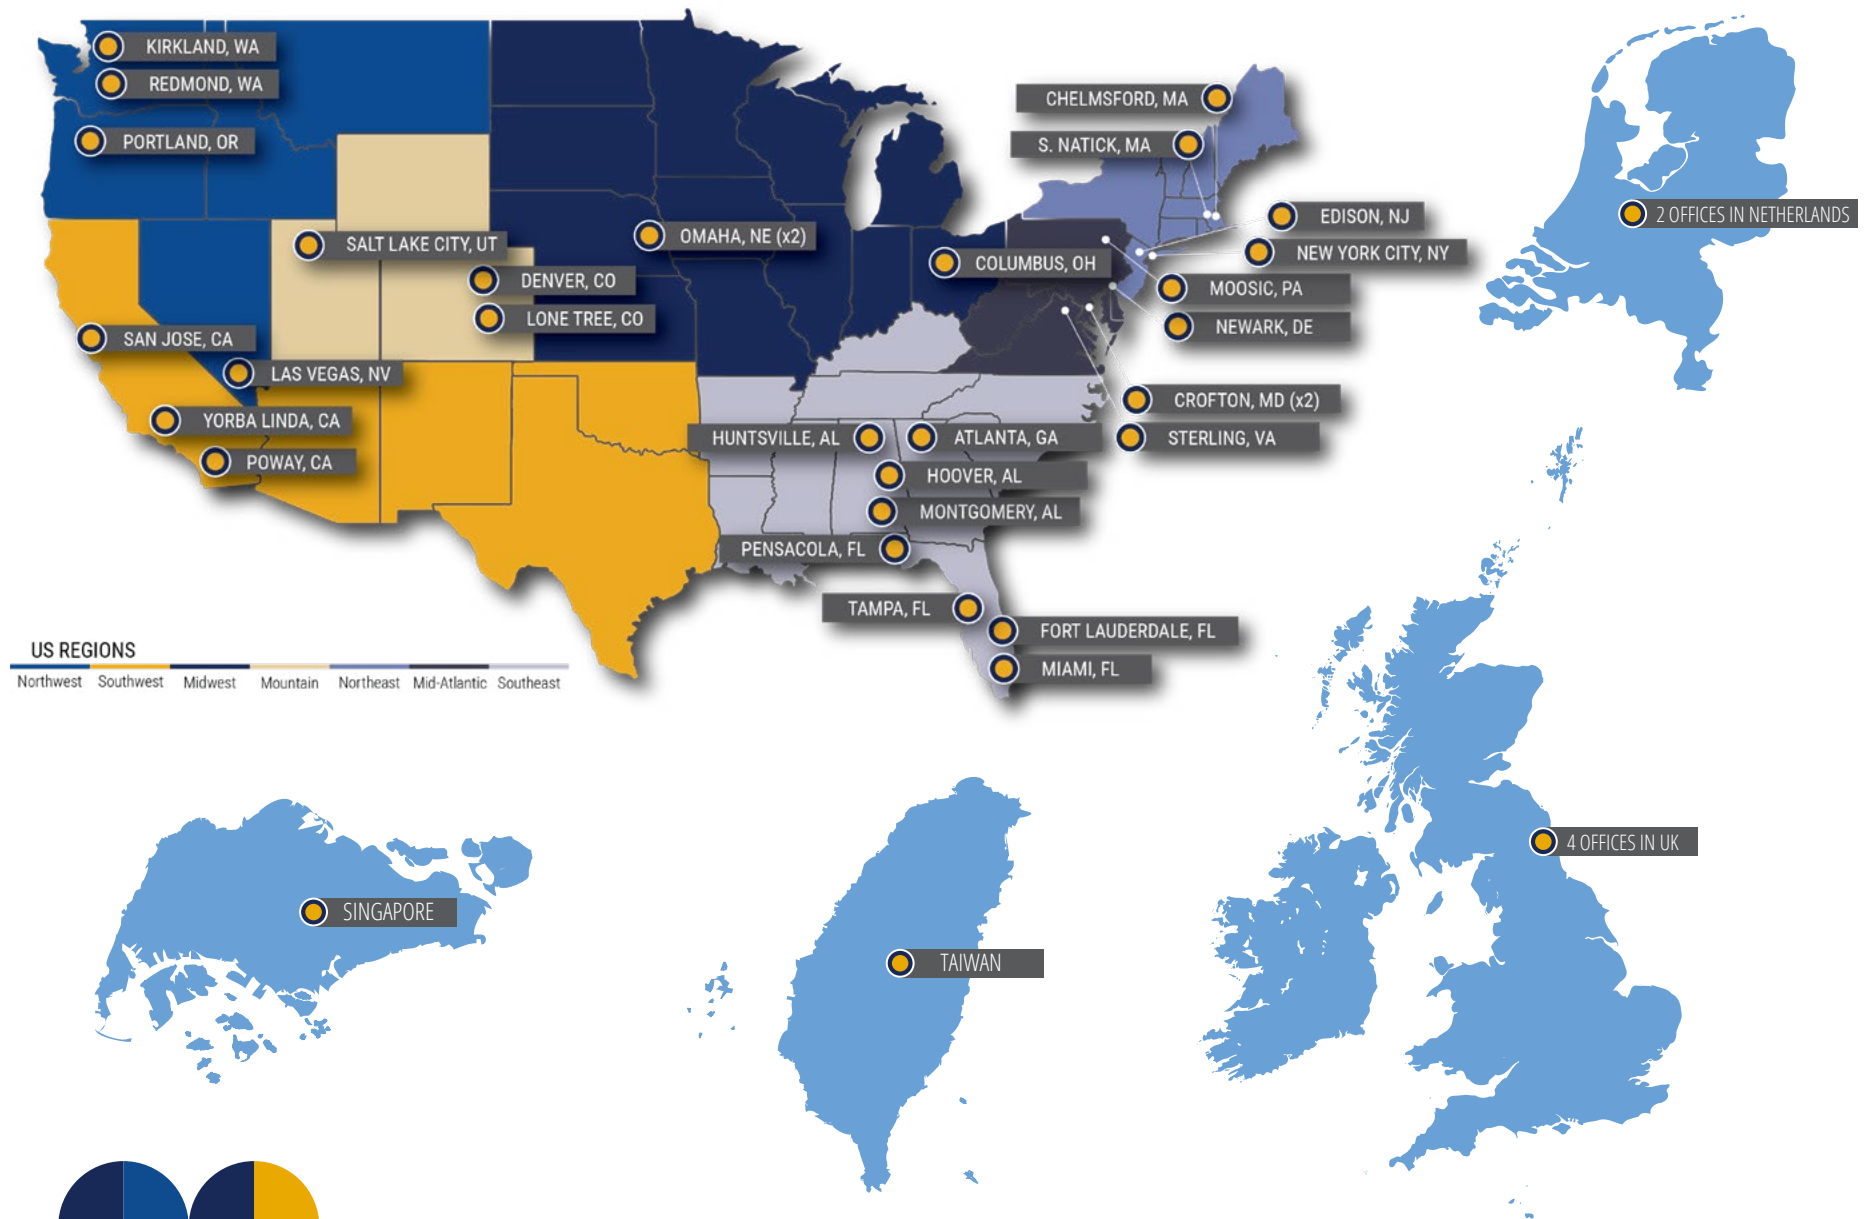 KIRKLAND, WA
REDMOND, WA
PORTLAND, OR
SALT LAKE CITY, UT
DENVER, CO
LONE TREE, CO
SAN JOSE, CA
LAS VEGAS, NV
YORBA LINDA, CA
POWAY, CA
OMAHA, NE (x2)
COLUMBUS, OH
CHELMSFORD, MA
S. NATICK, MA
EDISON, NJ
NEW YORK CITY, NY
MOOSIC, PA
NEWARK, DE
CROFTON, MD (x2)
STERLING, VA
HUNTSVILLE, AL
ATLANTA, GA
HOOVER, AL
MONTGOMERY, AL
PENSACOLA, FL
TAMPA, FL
FORT LAUDERDALE, FL
MIAMI, FL
US REGIONS
Northwest Southwest Midwest Mountain Northeast Mid-Atlantic Southeast
2 OFFICES IN NETHERLANDS
4 OFFICES IN UK
SINGAPORE
TAIWAN